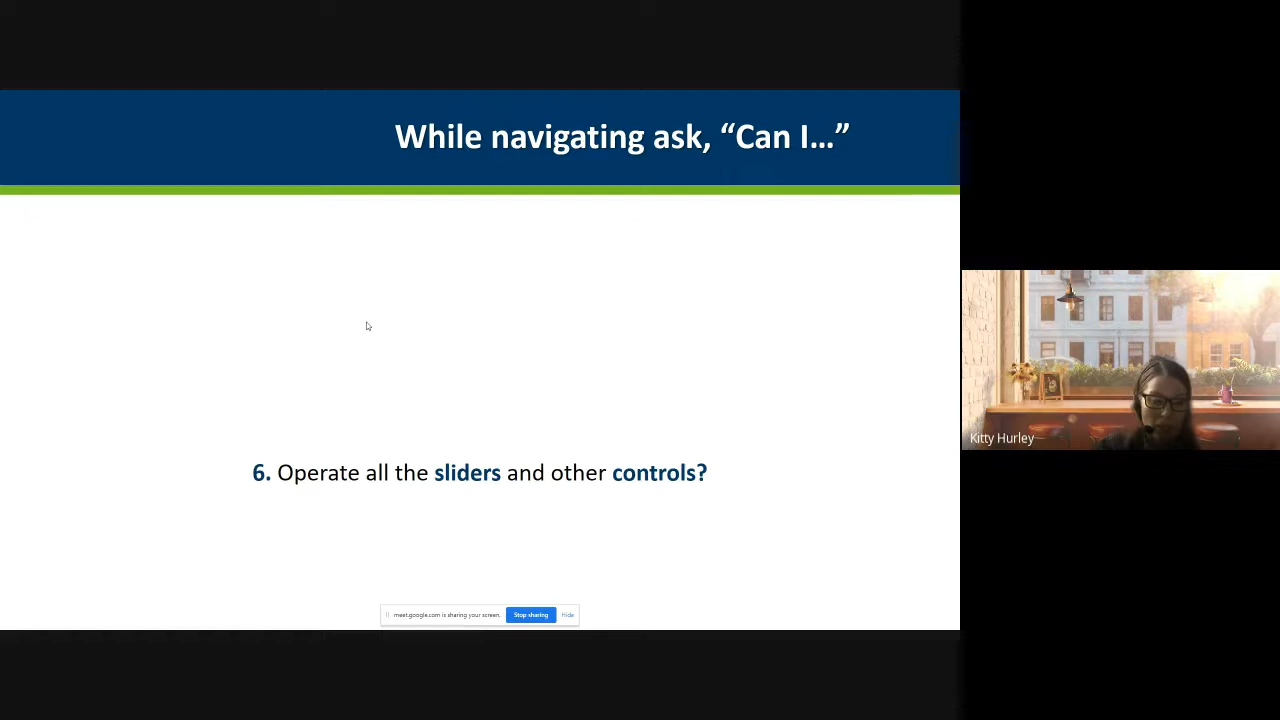 While navigating ask, “Can I…”
6. Operate all the sliders and other controls?
meet.google.com is sharing your screen.
Stop sharing
Hide
Kitty Hurley